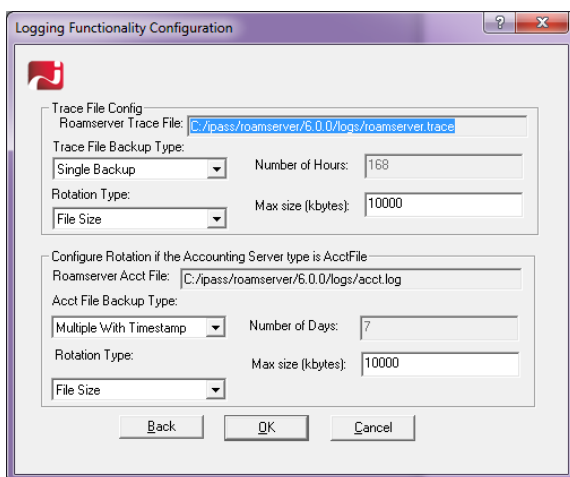 Logging Functionality Configuration
?
X
Trace File Config
Roamserver Trace File: C:/ipass/roamserver/6.0.0/logs/roamserver.trace
Trace File Backup Type:
Single Backup
Number of Hours: 168
Rotation Type:
File Size
Max size (kbytes): 10000
Configure Rotation if the Accounting Server type is AcctFile
Roamserver Acct File: C:/ipass/roamserver/6.0.0/logs/acct.log
Acct File Backup Type:
Multiple With Timestamp
Number of Days: 7
Rotation Type:
Max size (kbytes): 10000
File Size
Back OK Cancel